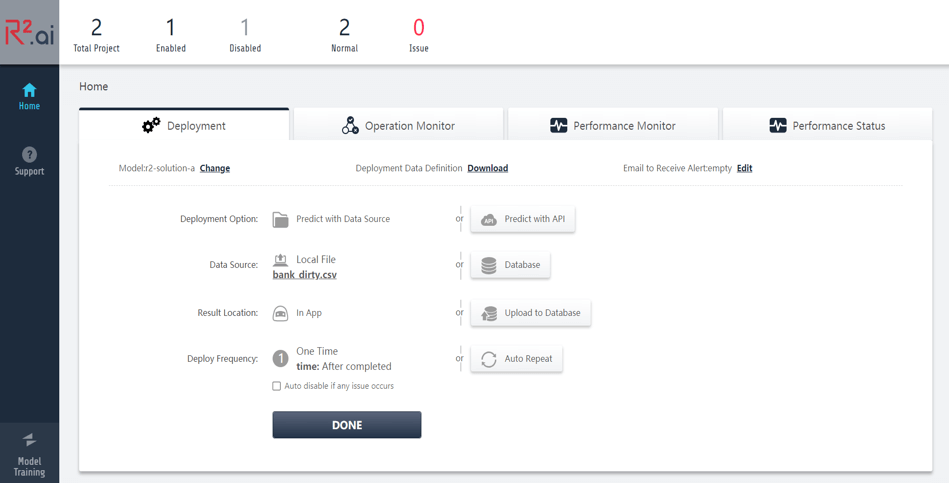 R2.ai
2 1 1 2 0
Total Project Enabled Disabled Normal Issue
Home
Home
Support
Model
Training
Deployment Operation Monitor Performance Monitor Performance Status
Model:r2-solution-a Change Deployment Data Definition Download Email to Receive Alert:empty Edit
Deployment Option: Predict with Data Source or API Predict with API
Data Source: Local File or Database
bank_dirty.csv
Result Location: In App or Upload to Database
Deploy Frequency: 1 One Time or Auto Repeat
time: After completed
Auto disable if any issue occurs
DONE